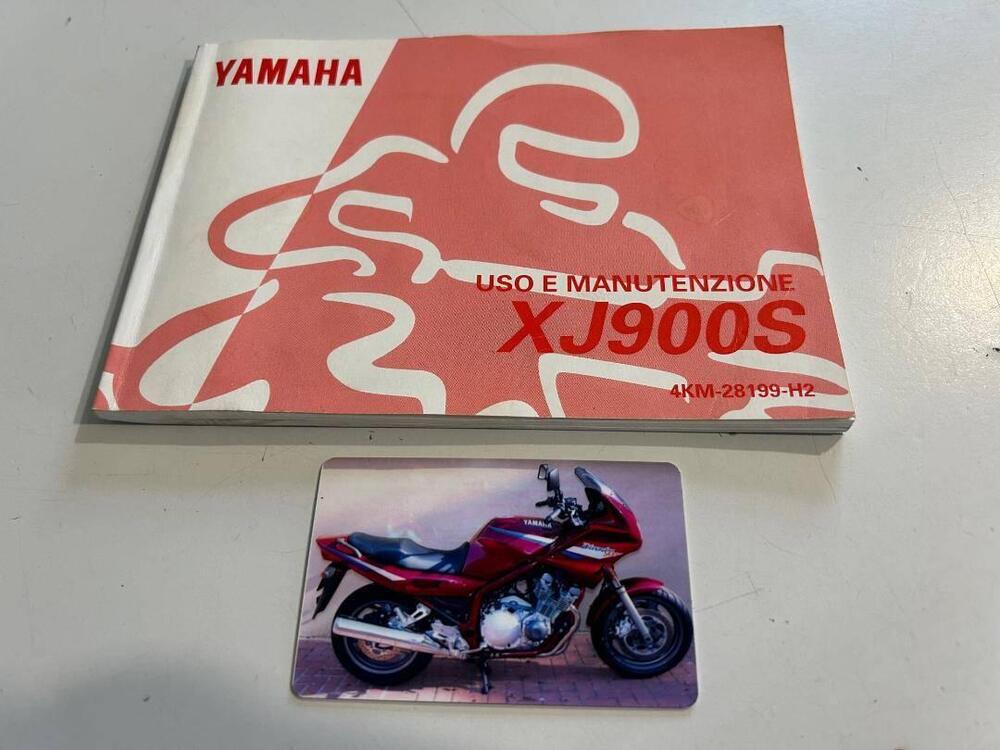 YAMAHA
USO E MANUTENZIONE
XJ900S
4KM-28199-H2
YAMAHA